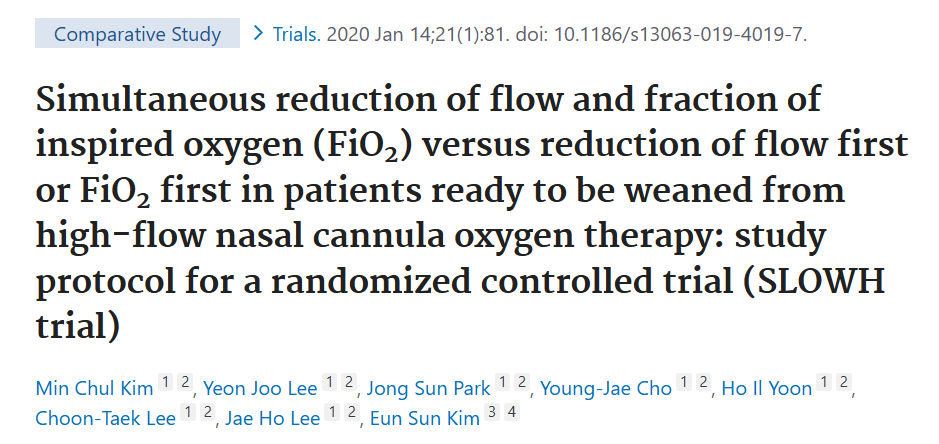 Comparative Study > Trials. 2020 Jan 14;21(1):81. doi: 10.1186/s13063-019-4019-7.
Simultaneous reduction of flow and fraction of
inspired oxygen (FiO₂) versus reduction of flow first
or FiO₂ first in patients ready to be weaned from
high-flow nasal cannula oxygen therapy: study
protocol for a randomized controlled trial (SLOWH
trial)
Min Chul Kim 1 2, Yeon Joo Lee 1 2, Jong Sun Park 1 2, Young-Jae Cho 1 2, Ho Il Yoon 1 2,
Choon-Taek Lee 1 2, Jae Ho Lee 1 2, Eun Sun Kim 3 4